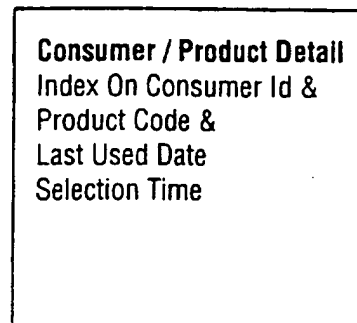 Consumer / Product Detail
Index On Consumer Id &
Product Code &
Last Used Date
Selection Time